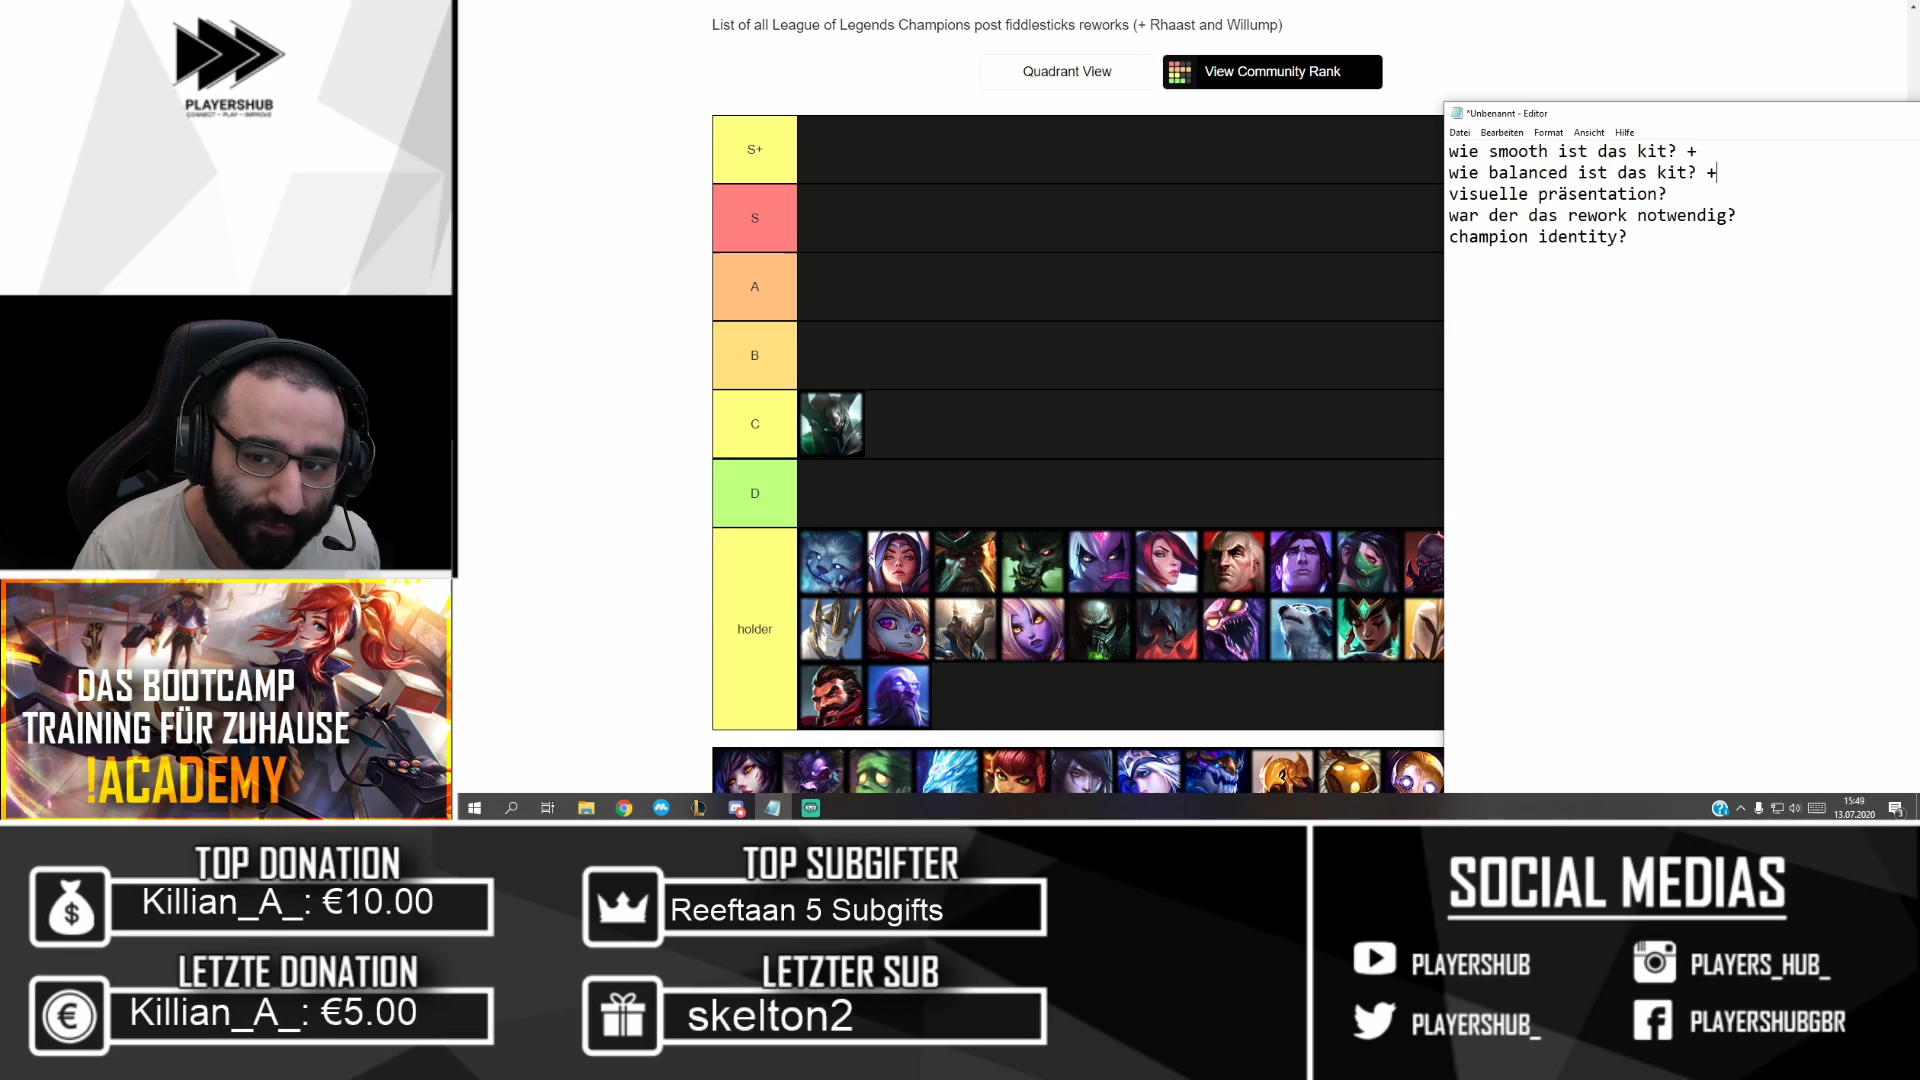 PLAYERSHUB
CONNECT - PLAY - IMPROVE
List of all League of Legends Champions post fiddlesticks reworks (+ Rhaast and Willump)
Quadrant View
View Community Rank
S+
S
A
B
C
D
holder
*Unbenannt - Editor
Datei Bearbeiten Format Ansicht Hilfe
wie smooth ist das kit? +
wie balanced ist das kit? +
visuelle präsentation?
war der das rework notwendig?
champion identity?
DAS BOOTCAMP
TRAINING FÜR ZUHAUSE
!ACADEMY
15:49
13.07.2020
TOP DONATION
Killian_A_: €10.00
LETZTE DONATION
Killian_A_: €5.00
TOP SUBGIFTER
Reeftaan 5 Subgifts
LETZTER SUB
skelton2
SOCIAL MEDIAS
PLAYERSHUB
PLAYERS_HUB_
PLAYERSHUB_
PLAYERSHUBGBR